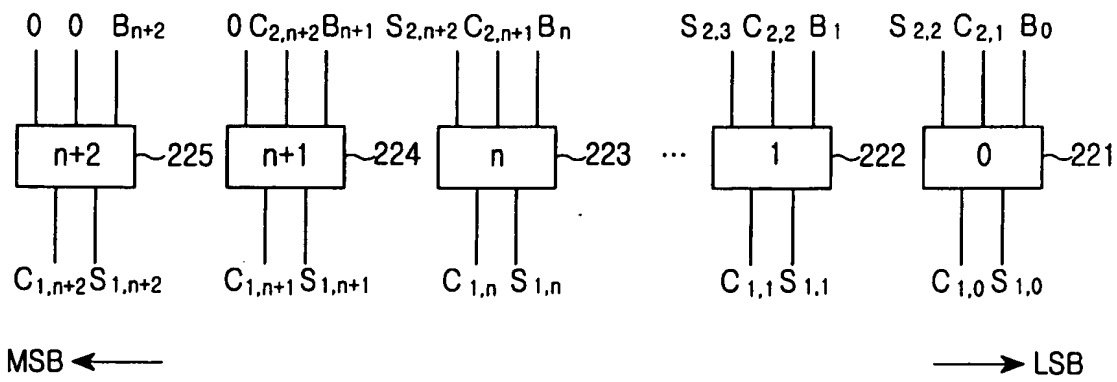 0 0 Bn+2 0 C2,n+2 Bn+1 S2,n+2 C2,n+1 Bn S2,3 C2,2 B1 S2,2 C2,1 B0
n+2 225 n+1 224 n 223 ... 1 222 0 221
C1,n+2 S1,n+2 C1,n+1 S1,n+1 C1,n S1,n C1,1 S1,1 C1,0 S1,0
MSB LSB